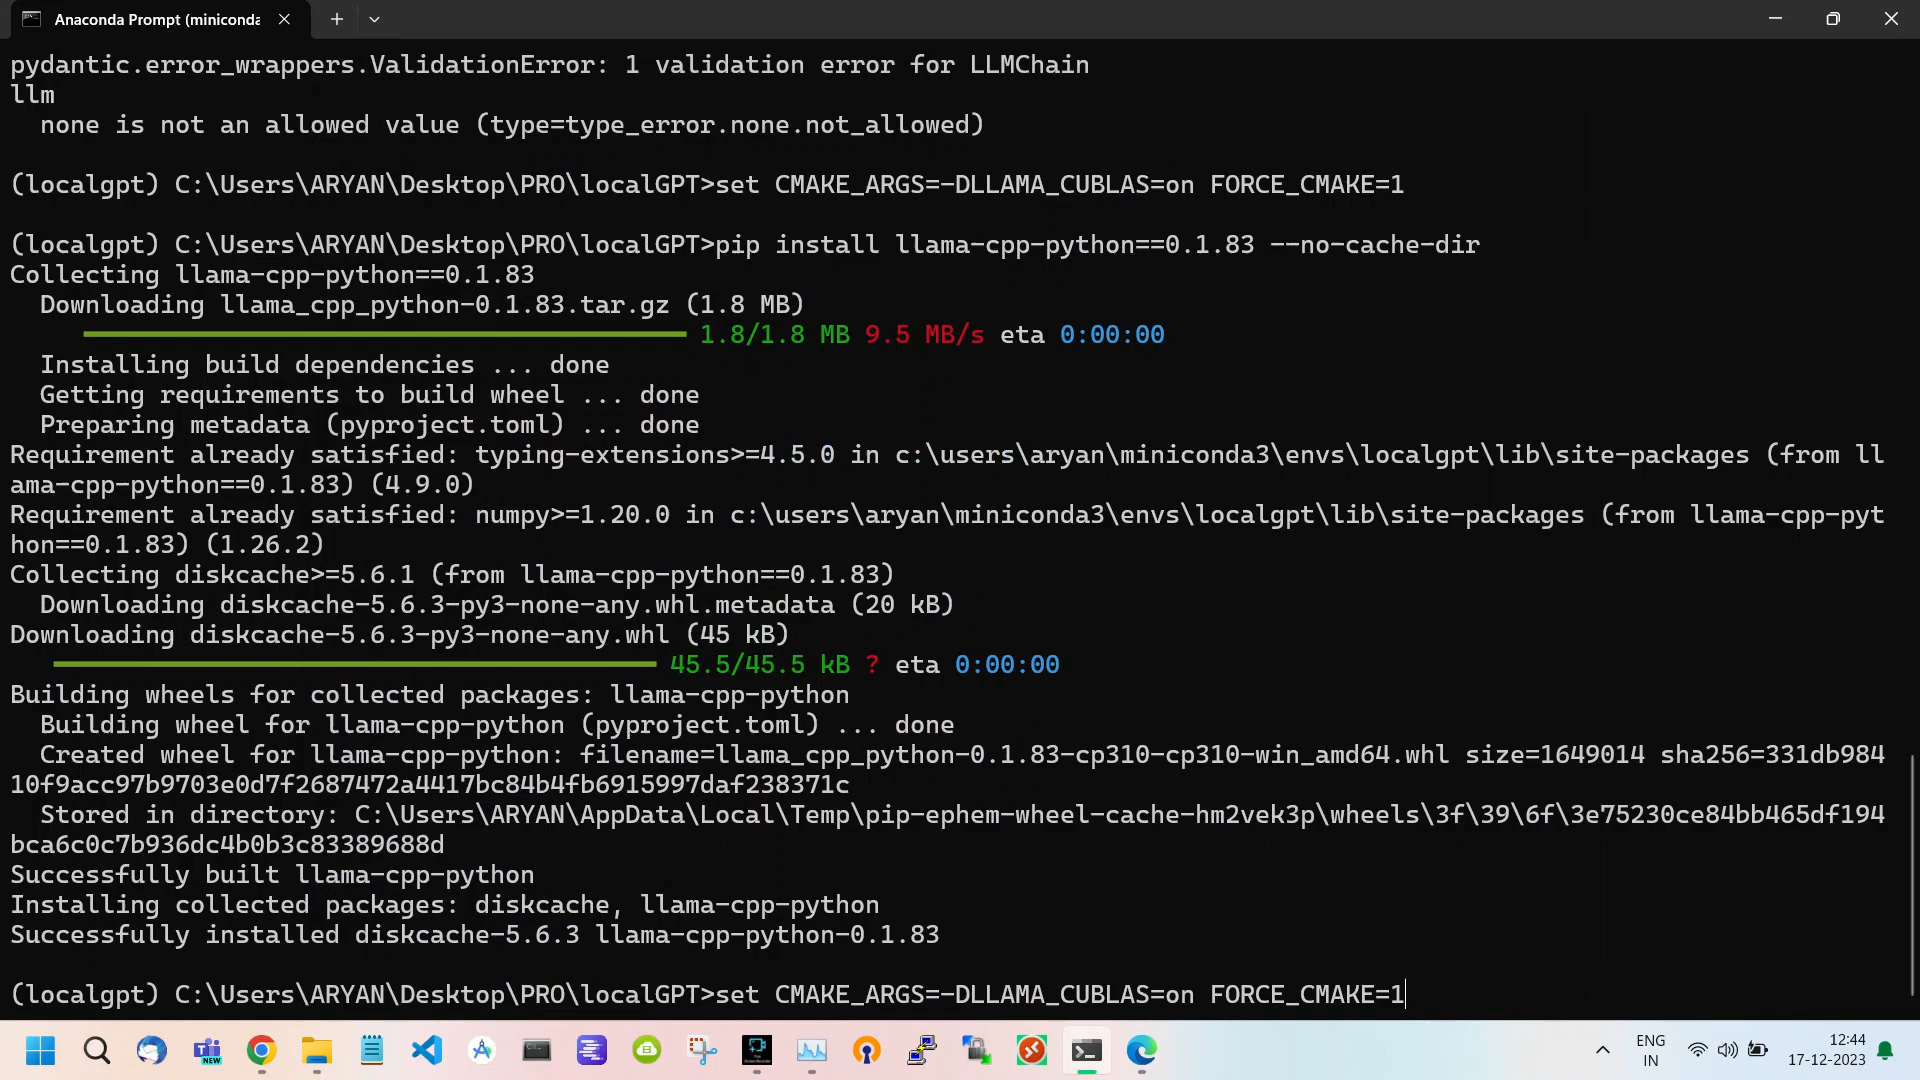 Anaconda Prompt (miniconda
pydantic.error_wrappers.ValidationError: 1 validation error for LLMChain
llm
  none is not an allowed value (type=type_error.none.not_allowed)
(localgpt) C:\Users\ARYAN\Desktop\PRO\localGPT>set CMAKE_ARGS=-DLLAMA_CUBLAS=on FORCE_CMAKE=1
(localgpt) C:\Users\ARYAN\Desktop\PRO\localGPT>pip install llama-cpp-python==0.1.83 --no-cache-dir
Collecting llama-cpp-python==0.1.83
  Downloading llama_cpp_python-0.1.83.tar.gz (1.8 MB)
1.8/1.8 MB 9.5 MB/s eta 0:00:00
  Installing build dependencies ... done
  Getting requirements to build wheel ... done
  Preparing metadata (pyproject.toml) ... done
Requirement already satisfied: typing-extensions>=4.5.0 in c:\users\aryan\miniconda3\envs\localgpt\lib\site-packages (from ll
ama-cpp-python==0.1.83) (4.9.0)
Requirement already satisfied: numpy>=1.20.0 in c:\users\aryan\miniconda3\envs\localgpt\lib\site-packages (from llama-cpp-pyt
hon==0.1.83) (1.26.2)
Collecting diskcache>=5.6.1 (from llama-cpp-python==0.1.83)
  Downloading diskcache-5.6.3-py3-none-any.whl.metadata (20 kB)
Downloading diskcache-5.6.3-py3-none-any.whl (45 kB)
45.5/45.5 kB ? eta 0:00:00
Building wheels for collected packages: llama-cpp-python
  Building wheel for llama-cpp-python (pyproject.toml) ... done
  Created wheel for llama-cpp-python: filename=llama_cpp_python-0.1.83-cp310-cp310-win_amd64.whl size=1649014 sha256=331db984
10f9acc97b9703e0d7f2687472a4417bc84b4fb6915997daf238371c
  Stored in directory: C:\Users\ARYAN\AppData\Local\Temp\pip-ephem-wheel-cache-hm2vek3p\wheels\3f\39\6f\3e75230ce84bb465df194
bca6c0c7b936dc4b0b3c83389688d
Successfully built llama-cpp-python
Installing collected packages: diskcache, llama-cpp-python
Successfully installed diskcache-5.6.3 llama-cpp-python-0.1.83
(localgpt) C:\Users\ARYAN\Desktop\PRO\localGPT>set CMAKE_ARGS=-DLLAMA_CUBLAS=on FORCE_CMAKE=1
NEW
ENG
IN
12:44
17-12-2023